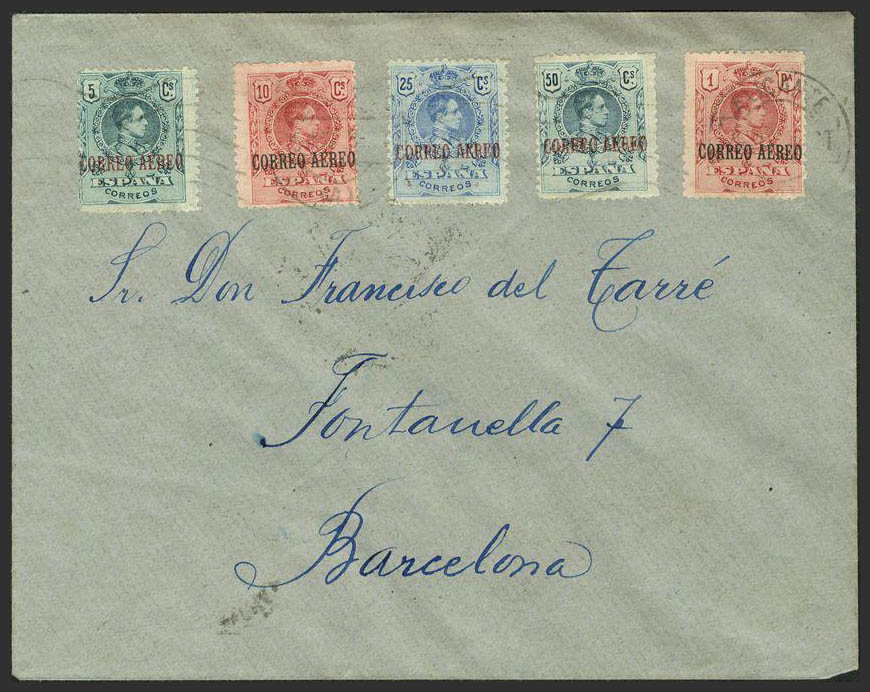 5 Cs
CORREO AEREO
ESPAÑA
CORREOS
10 Cs
CORREO AEREO
ESPAÑA
CORREOS
25 Cs
CORREO AEREO
ESPAÑA
CORREOS
50 Cs
CORREO AEREO
ESPAÑA
CORREOS
1 Pta
CORREO AEREO
ESPAÑA
CORREOS
Sr. Don Francisco del Tarré
Fontanella 7
Barcelona